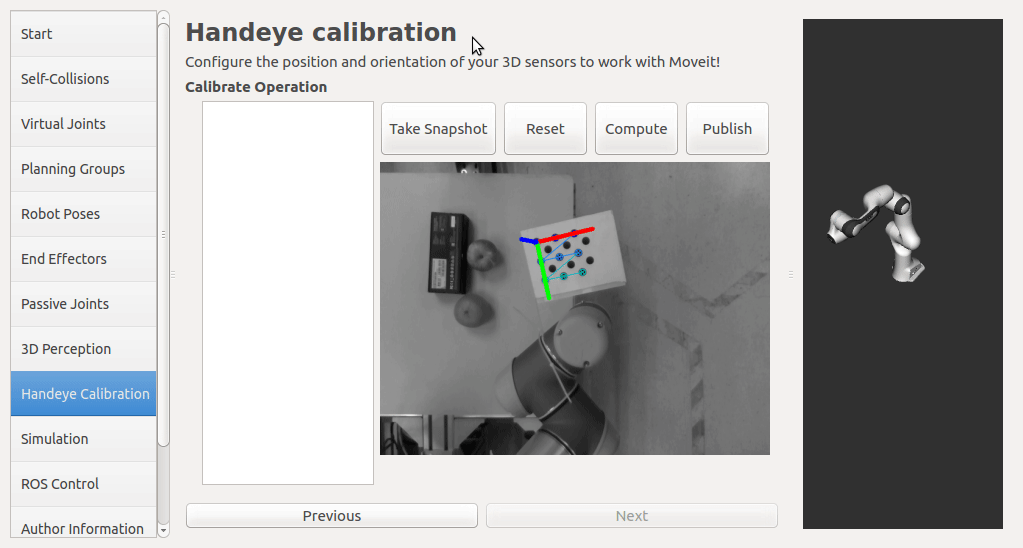 Start
Self-Collisions
Virtual Joints
Planning Groups
Robot Poses
End Effectors
Passive Joints
3D Perception
Handeye Calibration
Simulation
ROS Control
Author Information
Handeye calibration
Configure the position and orientation of your 3D sensors to work with Moveit!
Calibrate Operation
Take Snapshot
Reset
Compute
Publish
Previous
Next